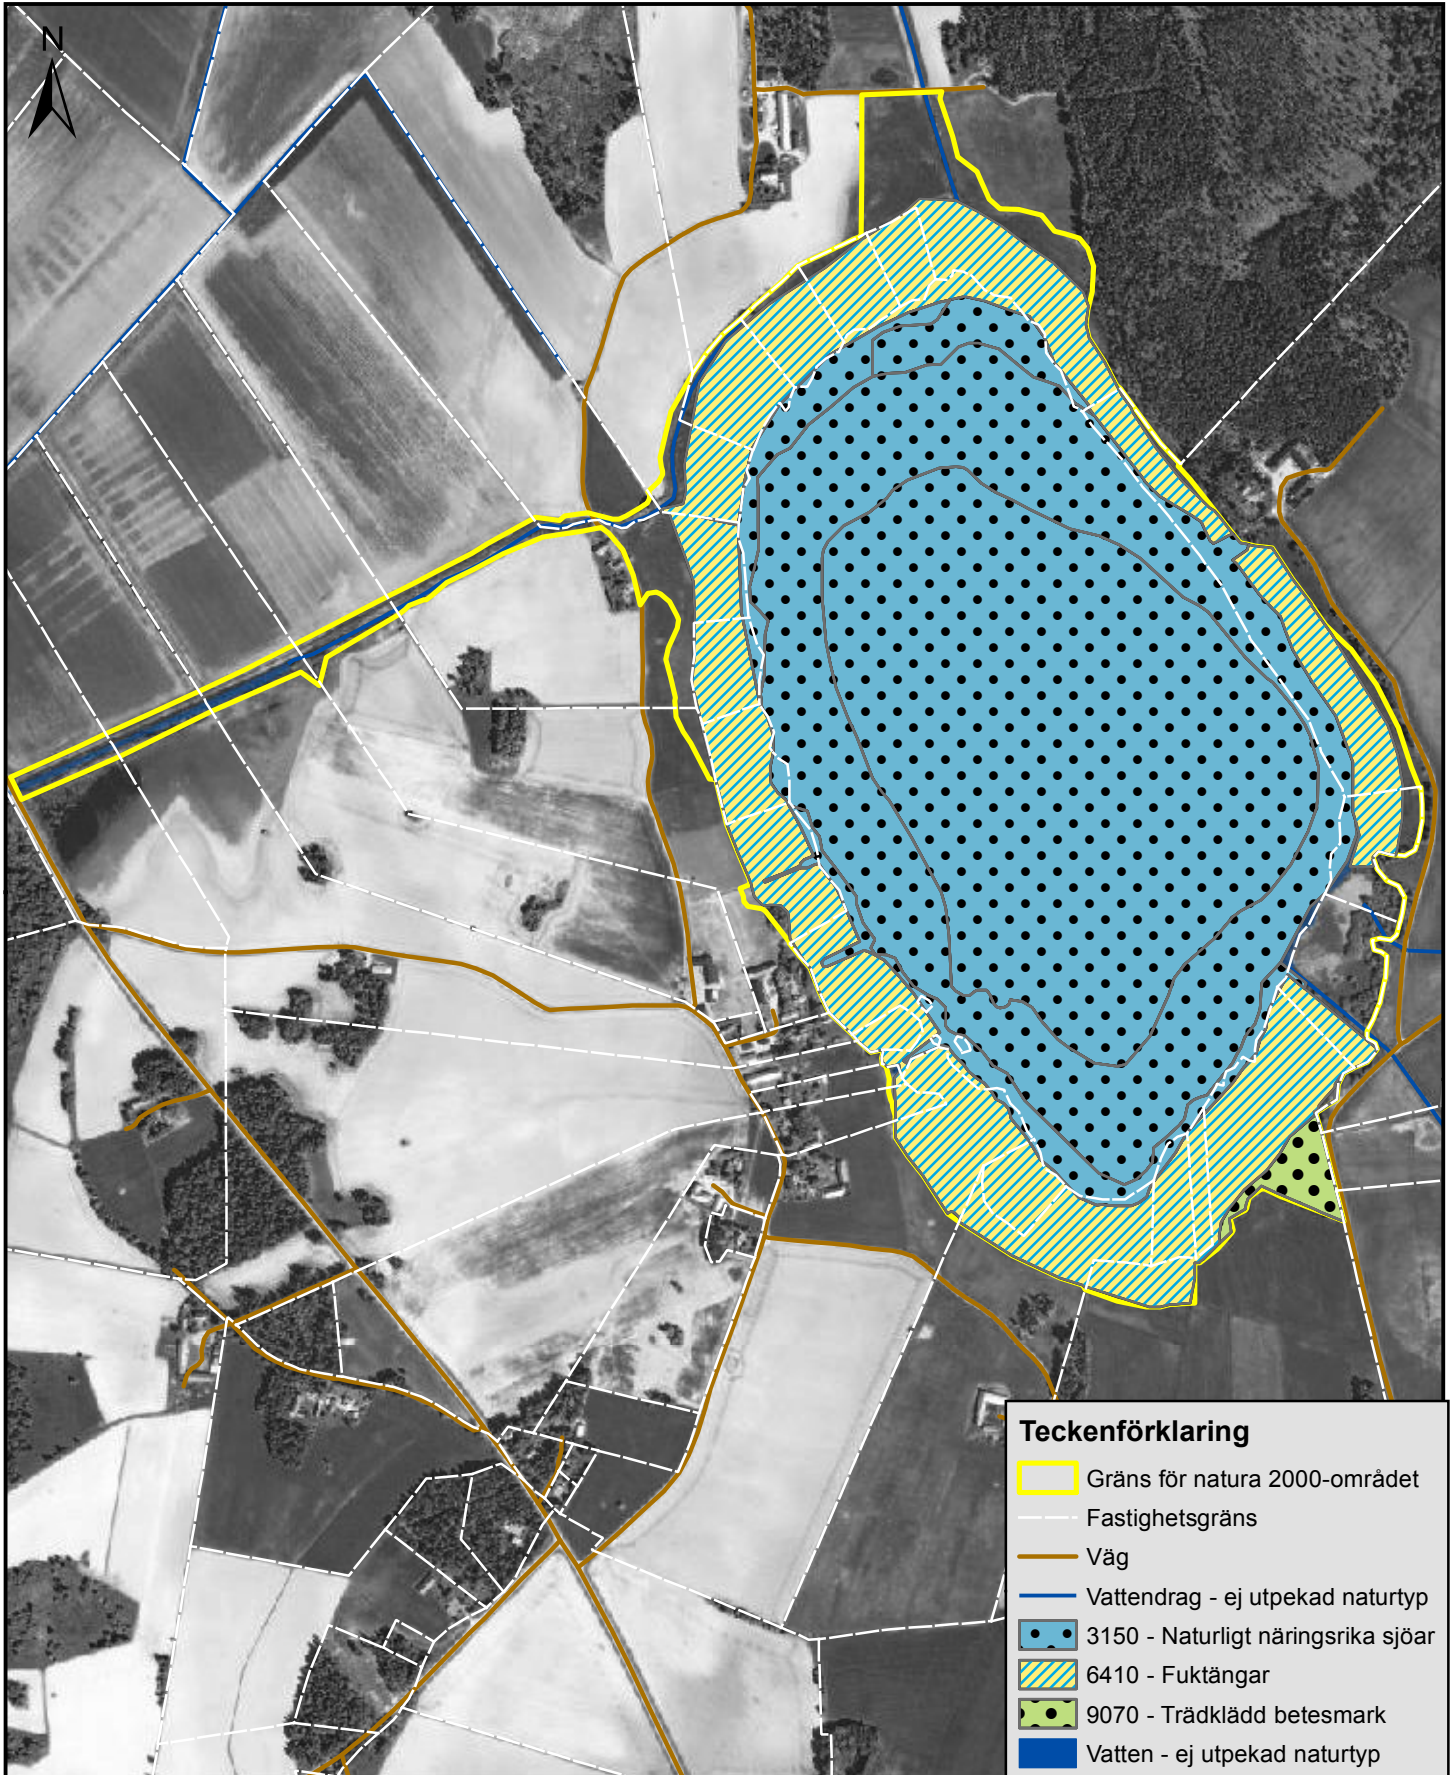 N
Teckenförklaring
Gräns för natura 2000-området
Fastighetsgräns
Väg
Vattendrag - ej utpekad naturtyp
3150 - Naturligt näringsrika sjöar
6410 - Fuktängar
9070 - Trädklädd betesmark
Vatten - ej utpekad naturtyp